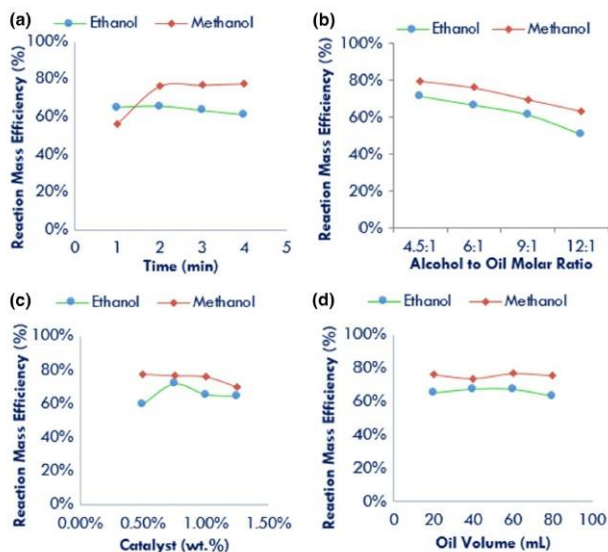 (a)
Ethanol Methanol
Reaction Mass Efficiency (%)
100%
80%
60%
40%
20%
0%
0 1 2 3 4 5
Time (min)
(b)
Ethanol Methanol
Reaction Mass Efficiency (%)
100%
80%
60%
40%
20%
0%
4.5:1 6:1 9:1 12:1
Alcohol to Oil Molar Ratio
(c)
Ethanol Methanol
Reaction Mass Efficiency (%)
100%
80%
60%
40%
20%
0%
0.00% 0.50% 1.00% 1.50%
Catalyst (wt.%)
(d)
Ethanol Methanol
Reaction Mass Efficiency (%)
100%
80%
60%
40%
20%
0%
0 20 40 60 80 100
Oil Volume (mL)